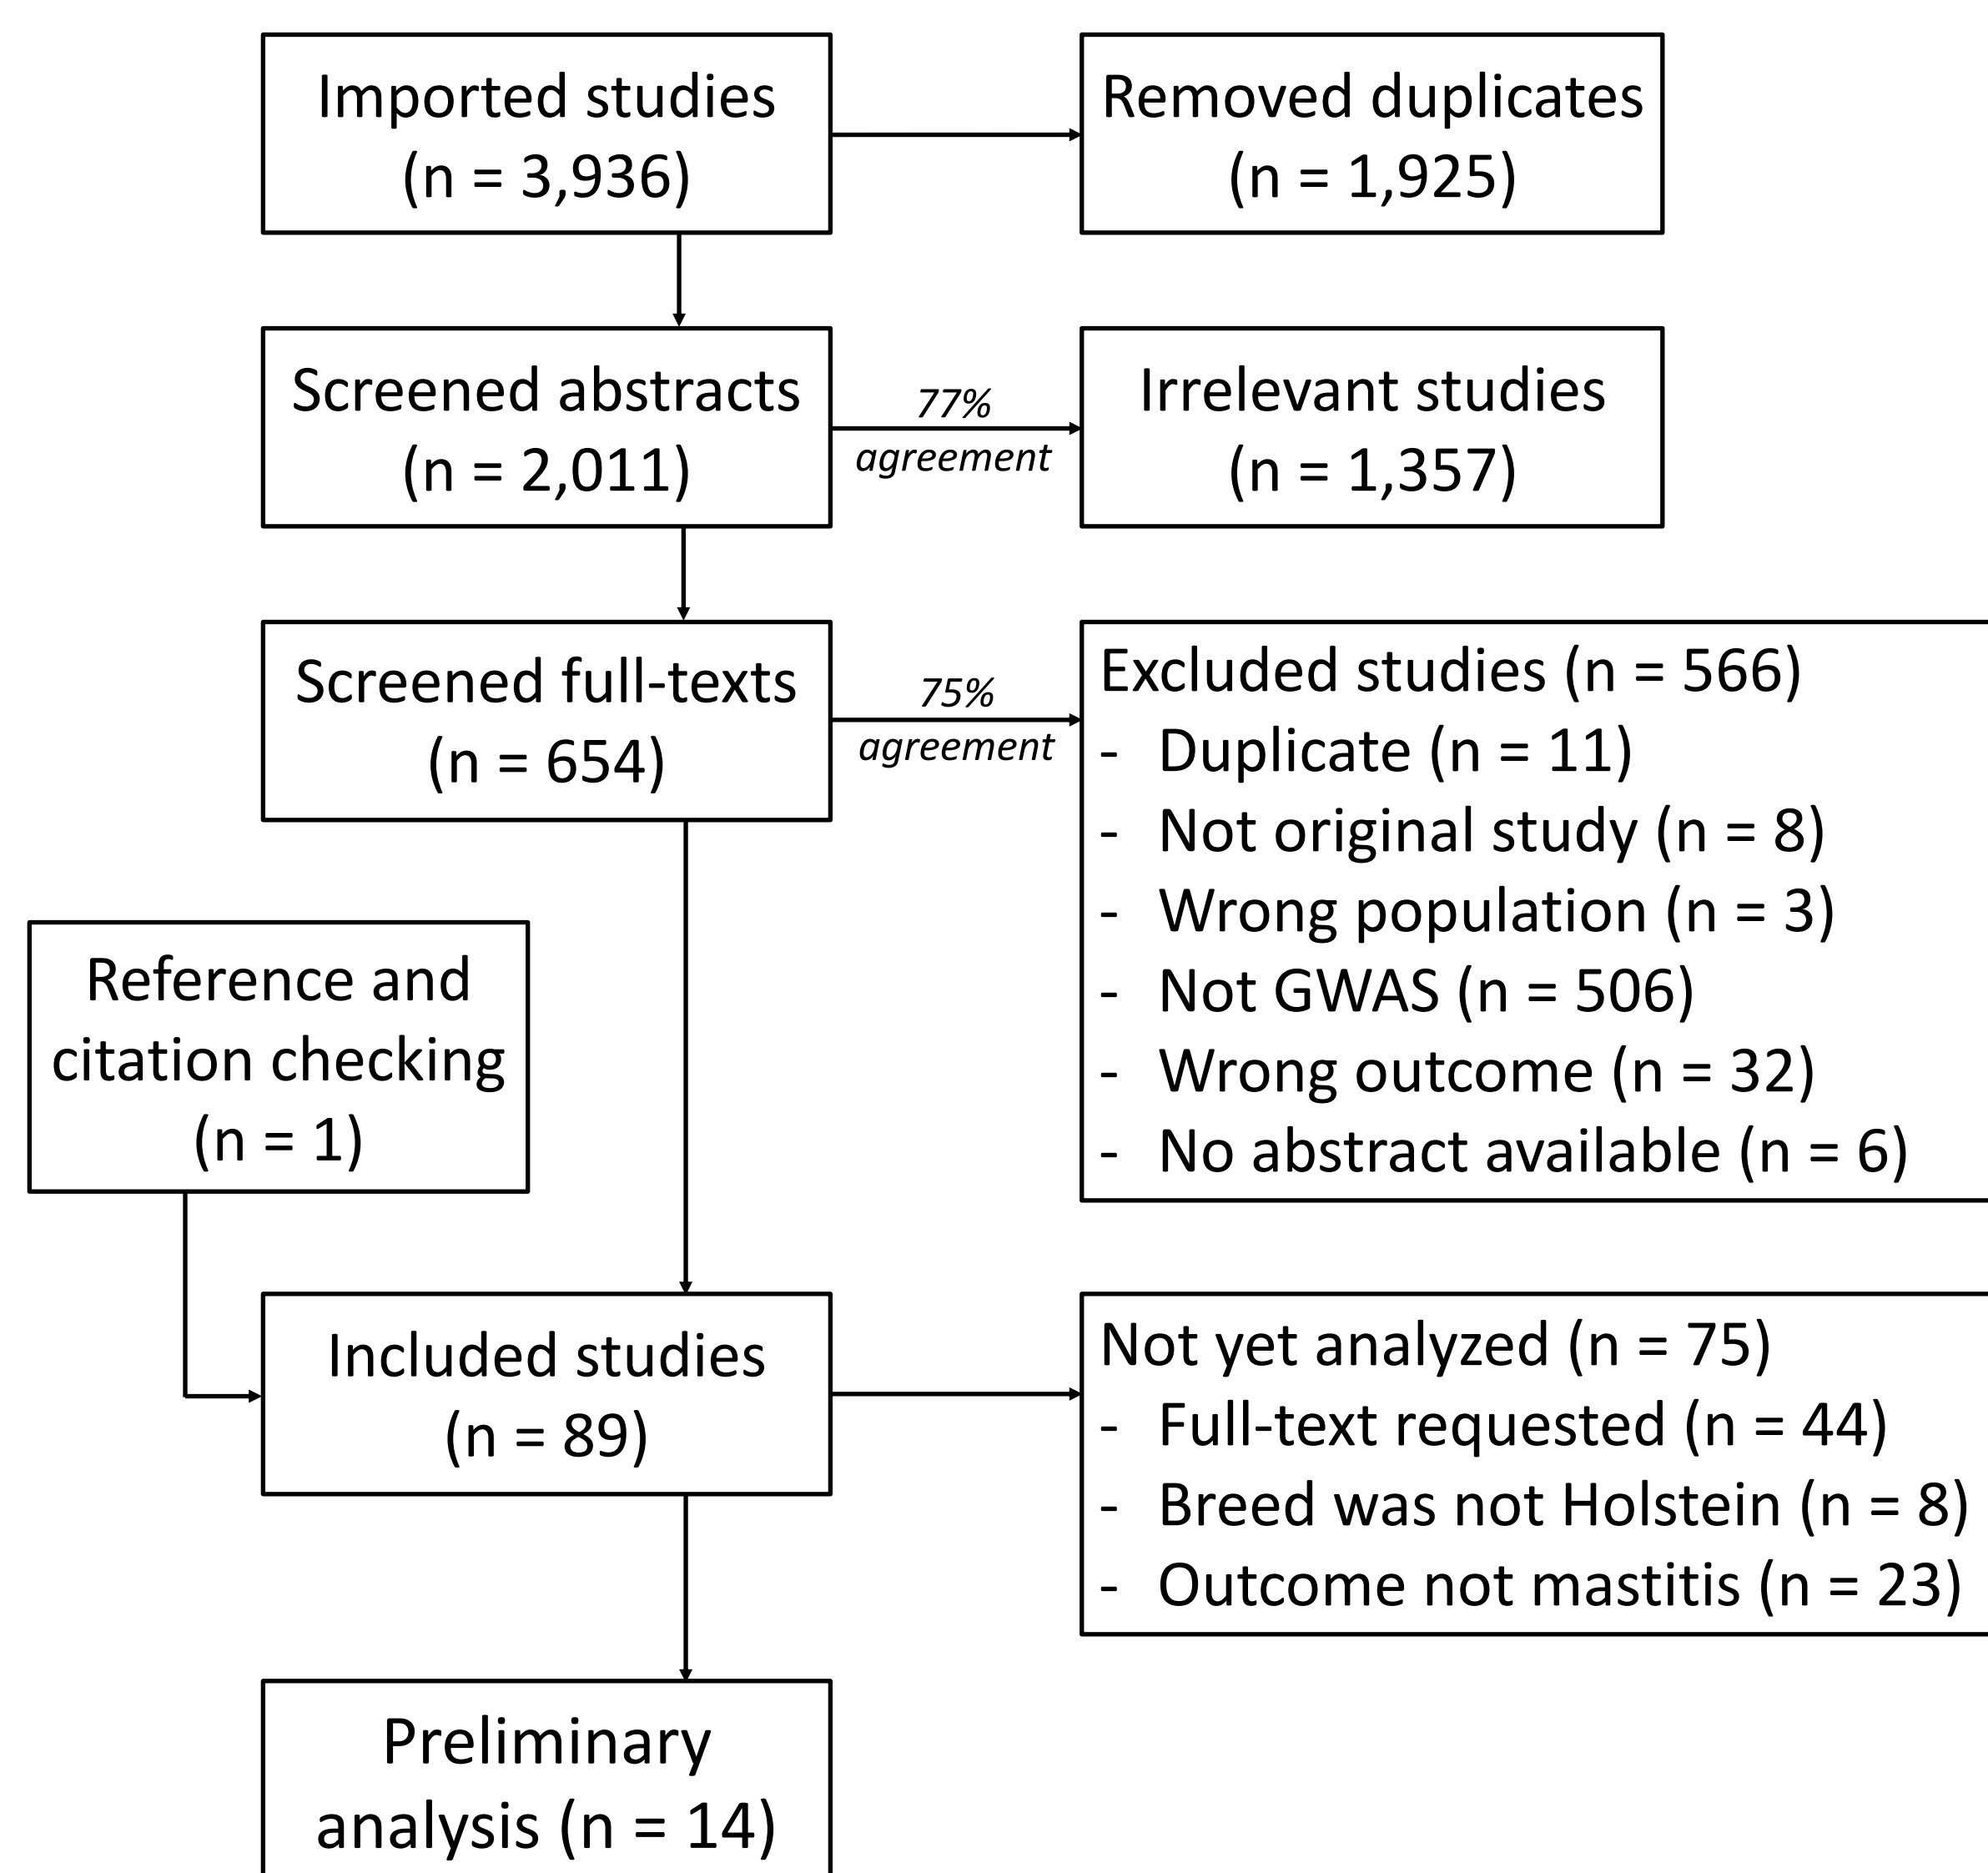 Imported studies
(n = 3,936)
Removed duplicates
(n = 1,925)
Screened abstracts
(n = 2,011)
77%
agreement
Irrelevant studies
(n = 1,357)
Screened full-texts
(n = 654)
75%
agreement
Excluded studies (n = 566)
- Duplicate (n = 11)
- Not original study (n = 8)
- Wrong population (n = 3)
- Not GWAS (n = 506)
- Wrong outcome (n = 32)
- No abstract available (n = 6)
Reference and
citation checking
(n = 1)
Included studies
(n = 89)
Not yet analyzed (n = 75)
- Full-text requested (n = 44)
- Breed was not Holstein (n = 8)
- Outcome not mastitis (n = 23)
Preliminary
analysis (n = 14)